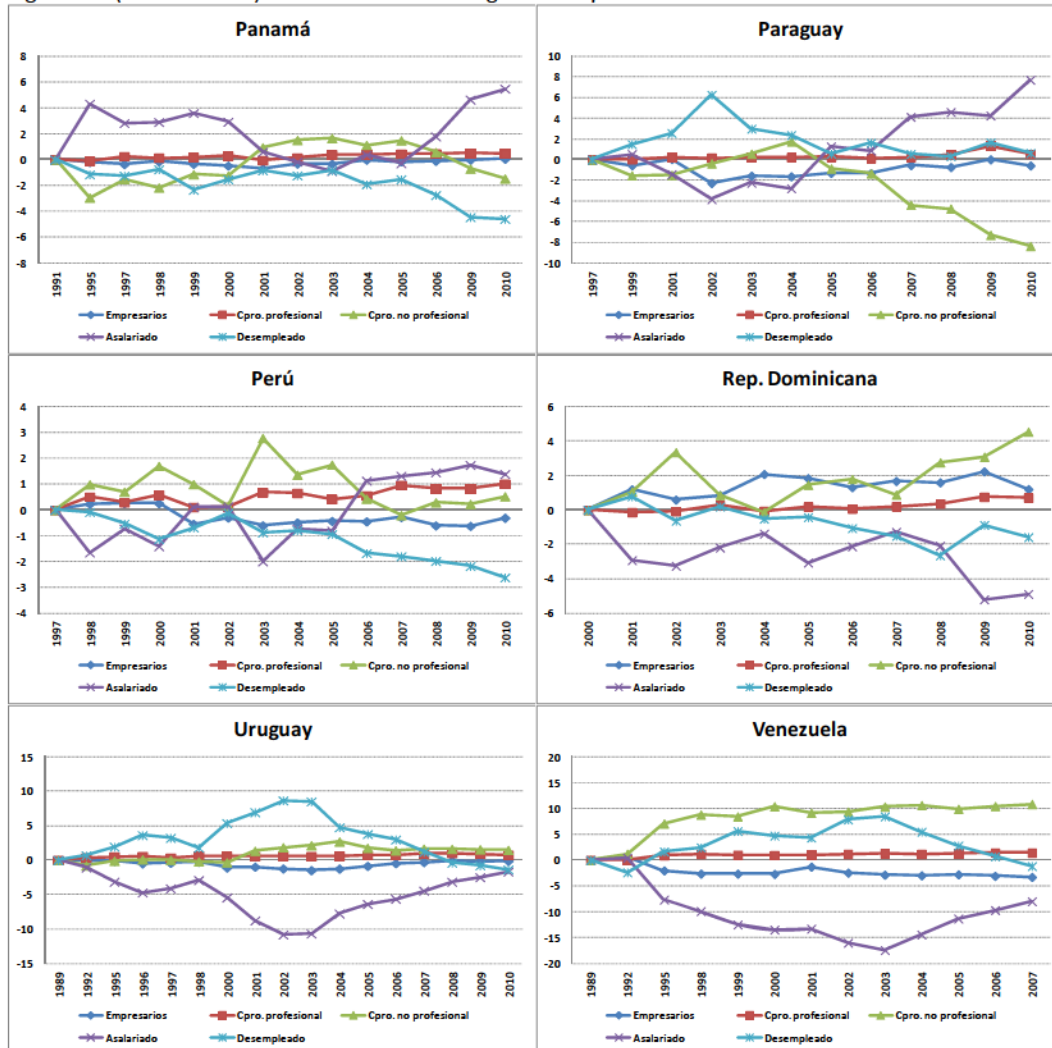 Panamá
8
6
4
2
0
-2
-4
-6
-8
1991 1995 1997 1998 1999 2000 2001 2002 2003 2004 2005 2006 2009 2010
Empresarios Cpro. profesional Cpro. no profesional
Asalariado Desempleado
Paraguay
10
8
6
4
2
0
-2
-4
-6
-8
-10
1997 1999 2001 2002 2003 2004 2005 2006 2007 2008 2009 2010
Empresarios Cpro. profesional Cpro. no profesional
Asalariado Desempleado
Perú
4
3
2
1
0
-1
-2
-3
-4
1997 1998 1999 2000 2001 2002 2003 2004 2005 2006 2007 2008 2009 2010
Empresarios Cpro. profesional Cpro. no profesional
Asalariado Desempleado
Rep. Dominicana
6
4
2
0
-2
-4
-6
2000 2001 2002 2003 2004 2005 2006 2007 2008 2009 2010
Empresarios Cpro. profesional Cpro. no profesional
Asalariado Desempleado
Uruguay
15
10
5
0
-5
-10
-15
1989 1992 1995 1996 1997 1998 2000 2001 2002 2003 2004 2005 2006 2007 2008 2009 2010
Empresarios Cpro. profesional Cpro. no profesional
Asalariado Desempleado
Venezuela
20
15
10
5
0
-5
-10
-15
-20
1989 1992 1995 1998 1999 2000 2001 2002 2003 2004 2005 2006 2007
Empresarios Cpro. profesional Cpro. no profesional
Asalariado Desempleado